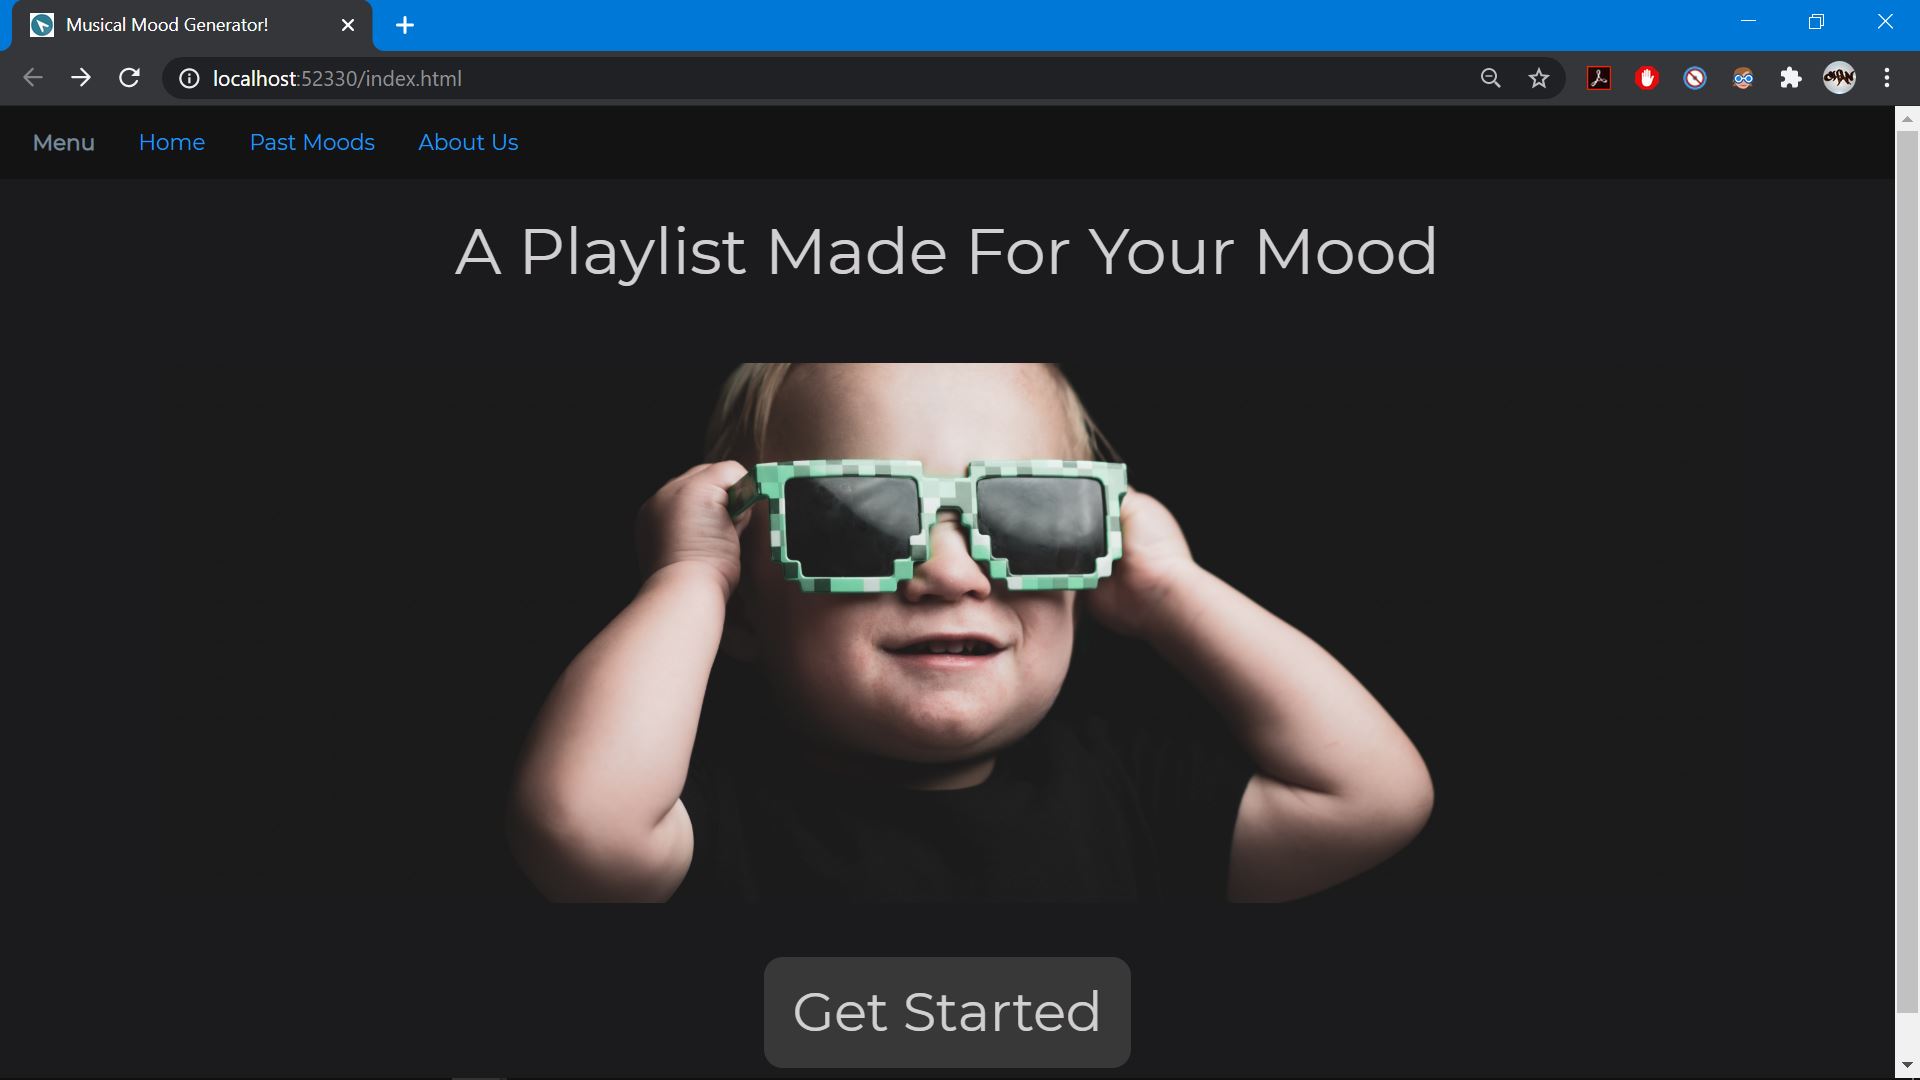 Musical Mood Generator!
localhost:52330/index.html
Menu Home Past Moods About Us
A Playlist Made For Your Mood
Get Started